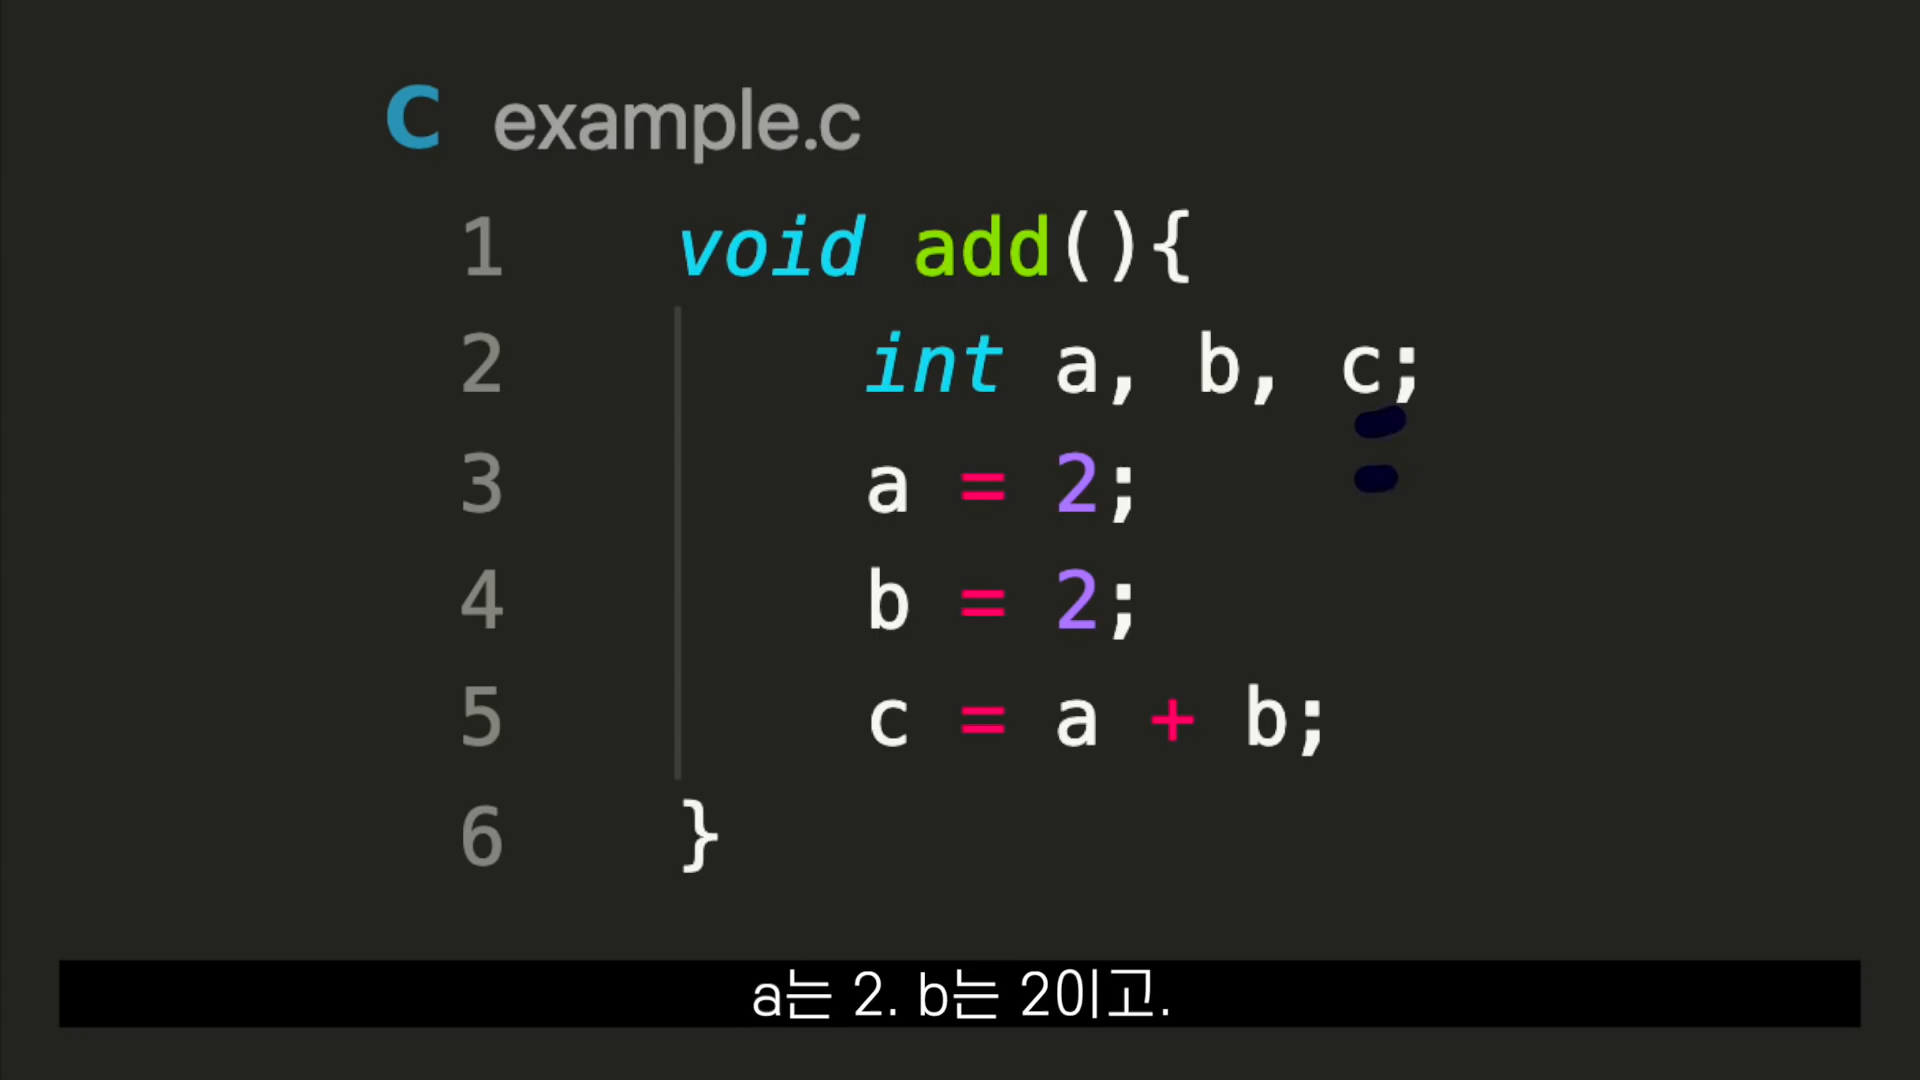 C example.c
1 void add(){
2 int a, b, c;
3 a = 2;
4 b = 2;
5 c = a + b;
6 }
a는 2. b는 2이고.